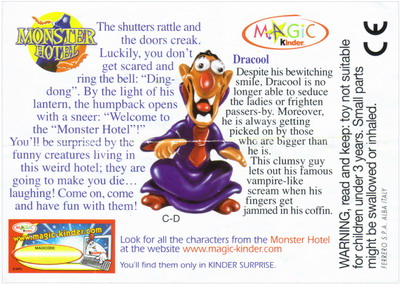 MONSTER
HOTEL
The shutters rattle and
the doors creak.
Luckily, you don't
get scared and
ring the bell: "Ding-
dong". By the light of his
lantern, the humpback opens
with a sneer: "Welcome to
the "Monster Hotel"!"
You'll be surprised by the
funny creatures living in
this weird hotel; they are
going to make you die…
laughing! Come on, come
and have fun with them!
MAGIC
Kinder
Dracool
Despite his bewitching
smile, Dracool is no
longer able to seduce
the ladies or frighten
passers-by. Moreover,
he is always getting
picked on by those
who are bigger than
he is.
This clumsy guy
lets out his famous
vampire-like
scream when his
fingers get
jammed in his coffin.
C-D
MAGIC
www.magic-kinder.com
MAGICODE
Look for all the characters from the Monster Hotel
at the website www.magic-kinder.com
You'll find them only in KINDER SURPRISE.
CE
WARNING, read and keep: toy not suitable
for children under 3 years. Small parts
might be swallowed or inhaled.
FERRERO S.P.A. ALBA ITALY